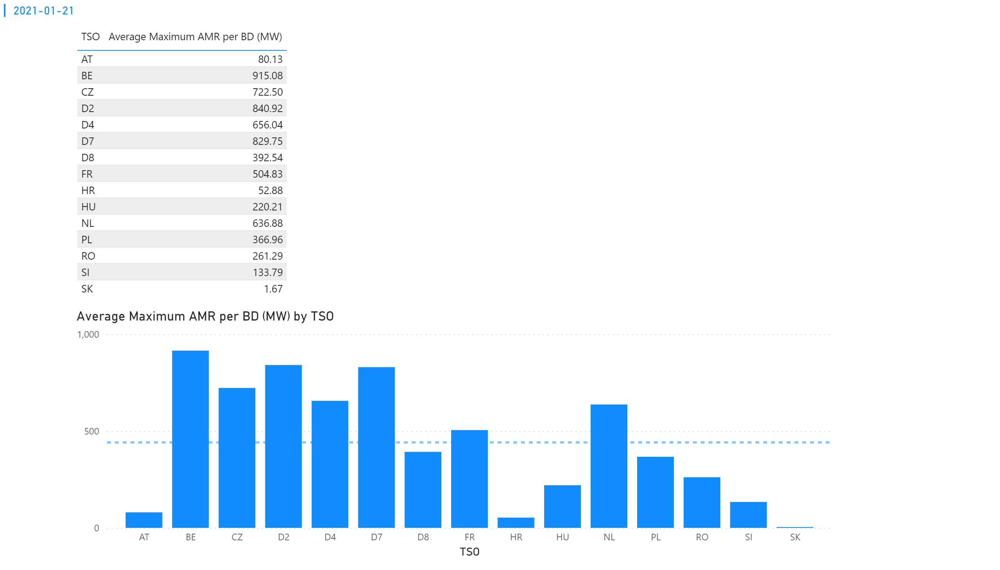 2021-01-21
TSO Average Maximum AMR per BD (MW)
AT 80.13
BE 915.08
CZ 722.50
D2 840.92
D4 656.04
D7 829.75
D8 392.54
FR 504.83
HR 52.88
HU 220.21
NL 636.88
PL 366.96
RO 261.29
SI 133.79
SK 1.67
Average Maximum AMR per BD (MW) by TSO
1,000
500
0
AT BE CZ D2 D4 D7 D8 FR HR HU NL PL RO SI SK
TSO